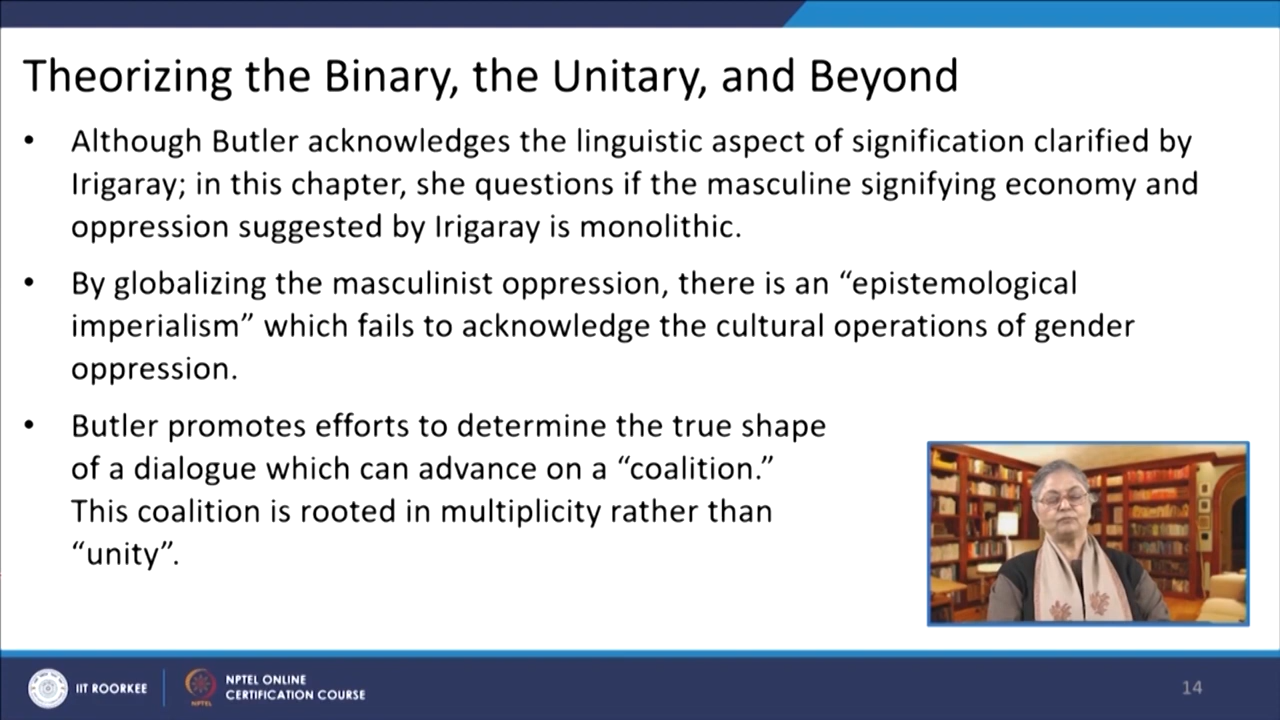 Theorizing the Binary, the Unitary, and Beyond
• Although Butler acknowledges the linguistic aspect of signification clarified by
Irigaray; in this chapter, she questions if the masculine signifying economy and
oppression suggested by Irigaray is monolithic.
• By globalizing the masculinist oppression, there is an “epistemological
imperialism” which fails to acknowledge the cultural operations of gender
oppression.
• Butler promotes efforts to determine the true shape
of a dialogue which can advance on a “coalition.”
This coalition is rooted in multiplicity rather than
“unity”.
IIT ROORKEE
NPTEL
NPTEL ONLINE
CERTIFICATION COURSE
14